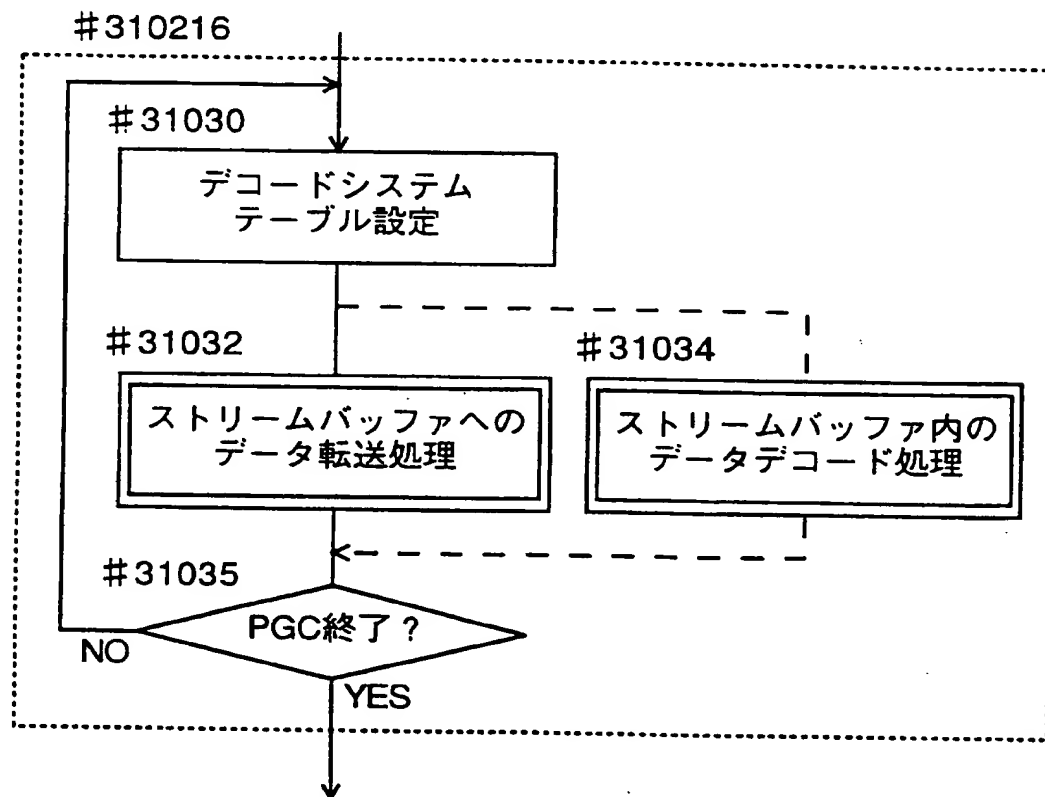 #310216
#31030
デコードシステム
テーブル設定
#31032
#31034
ストリームバッファへの
データ転送処理
ストリームバッファ内の
データデコード処理
#31035
PGC終了?
NO
YES